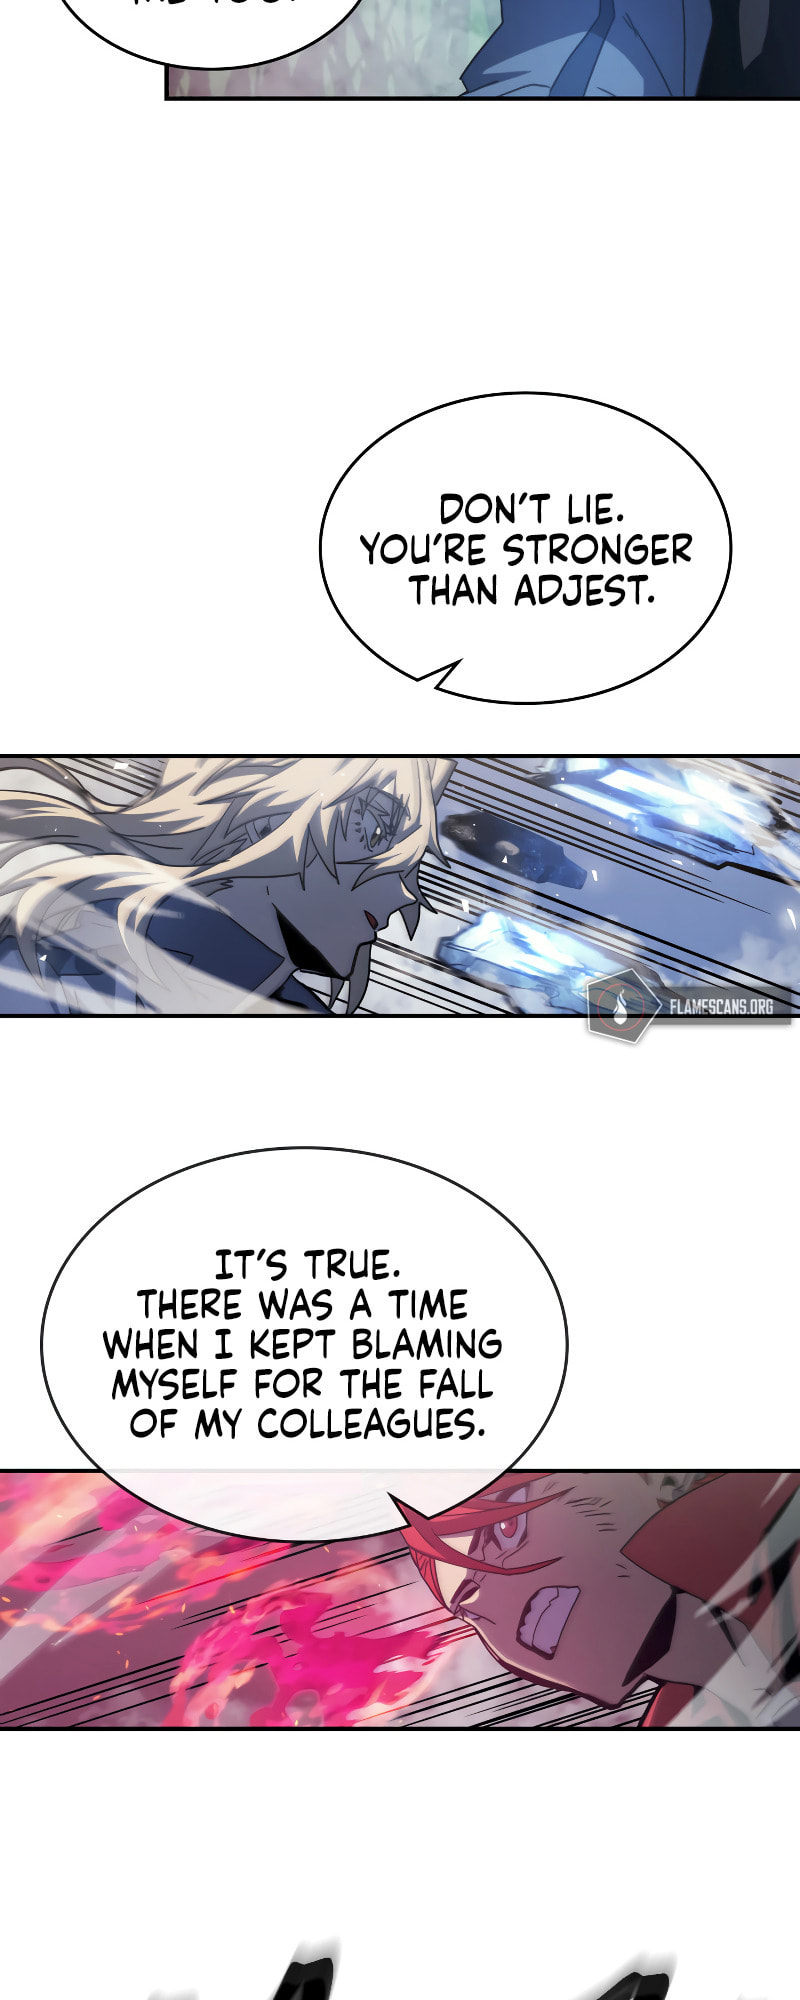 DON'T LIE.
YOU'RE STRONGER
THAN ADJEST.
FLAMESCANS.ORG
IT'S TRUE.
THERE WAS A TIME
WHEN I KEPT BLAMING
MYSELF FOR THE FALL
OF MY COLLEAGUES.